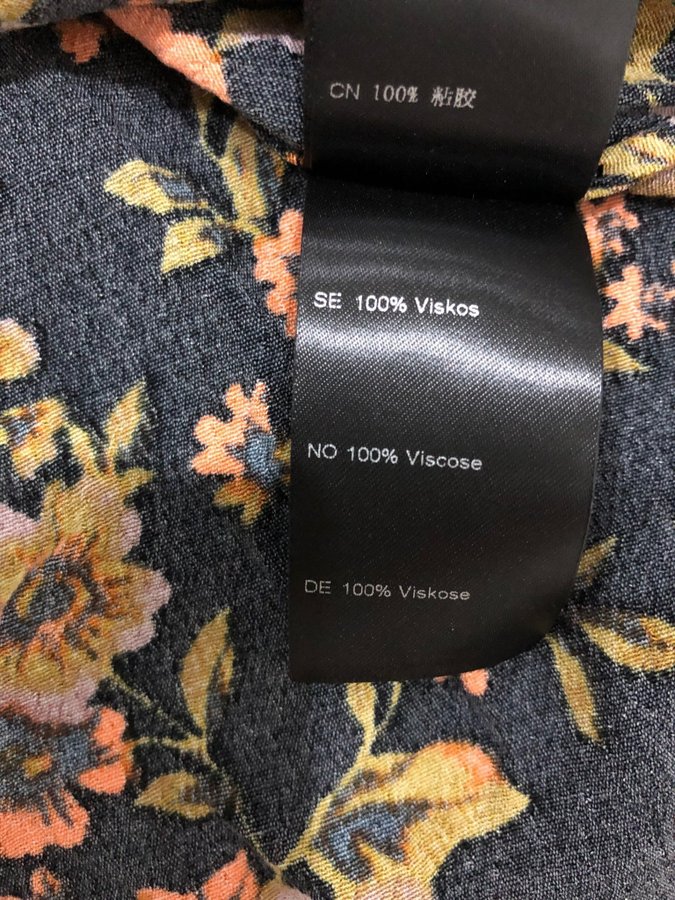 CN 100% 粘胶
SE 100% Viskos
NO 100% Viscose
DE 100% Viskose